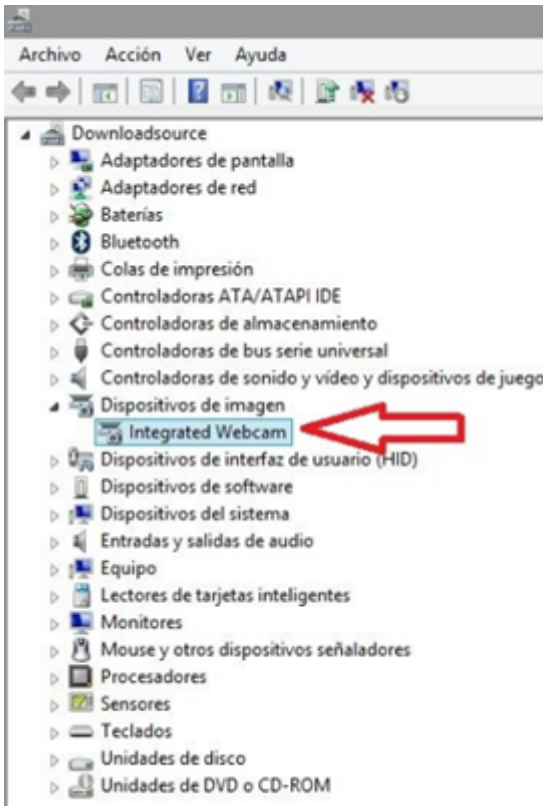 Archivo Acción Ver Ayuda
Downloadsource
Adaptadores de pantalla
Adaptadores de red
Baterías
Bluetooth
Colas de impresión
Controladoras ATA/ATAPI IDE
Controladoras de almacenamiento
Controladoras de bus serie universal
Controladoras de sonido y vídeo y dispositivos de juego
Dispositivos de imagen
Integrated Webcam
Dispositivos de interfaz de usuario (HID)
Dispositivos de software
Dispositivos del sistema
Entradas y salidas de audio
Equipo
Lectores de tarjetas inteligentes
Monitores
Mouse y otros dispositivos señaladores
Procesadores
Sensores
Teclados
Unidades de disco
Unidades de DVD o CD-ROM